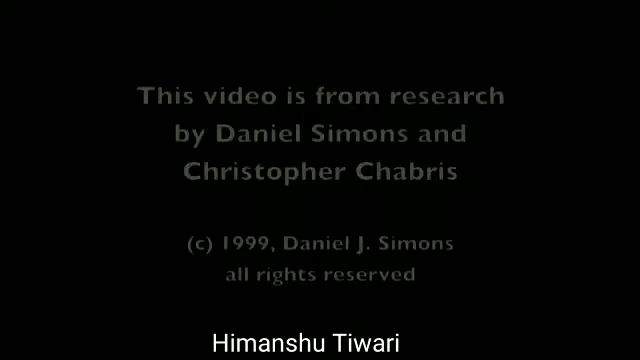 This video is from research
by Daniel Simons and
Christopher Chabris
(c) 1999, Daniel J. Simons
all rights reserved
Himanshu Tiwari